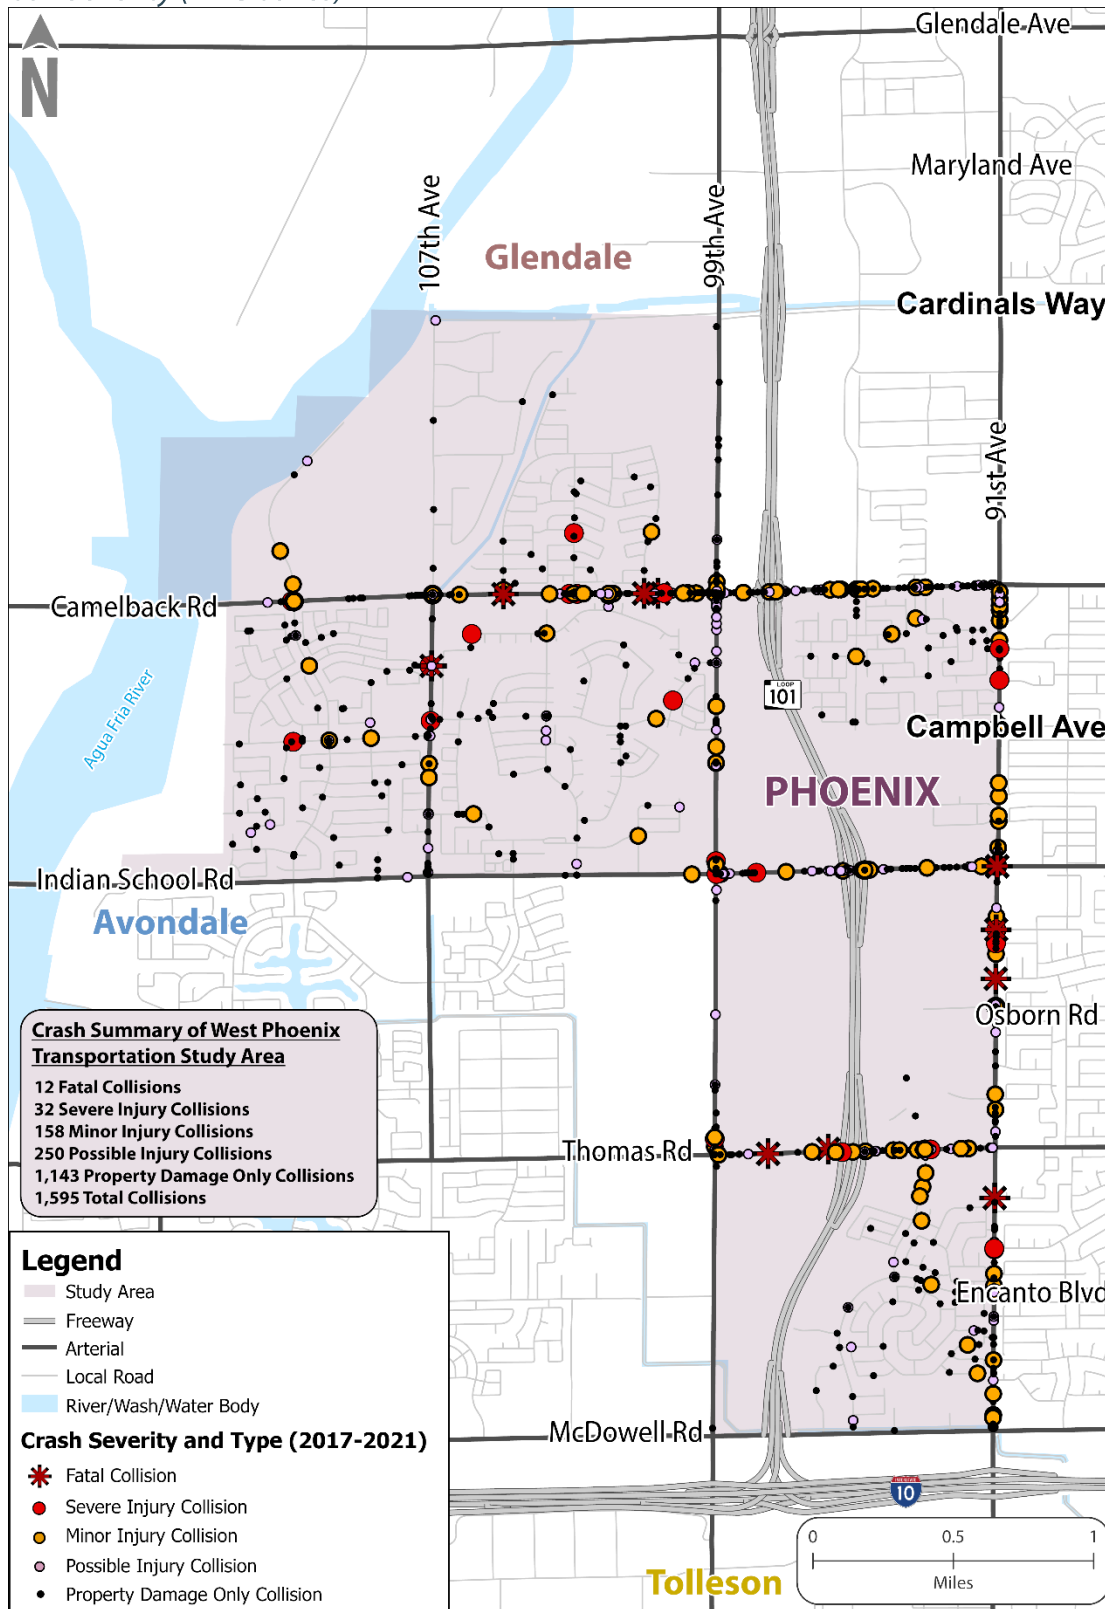 Glendale Ave
N
Maryland Ave
107th Ave
99th Ave
Glendale
Cardinals Way
91st Ave
Camelback Rd
LOOP
101
Agua Fria River
Campbell Ave
PHOENIX
Indian School Rd
Avondale
Osborn Rd
Crash Summary of West Phoenix
Transportation Study Area
12 Fatal Collisions
32 Severe Injury Collisions
158 Minor Injury Collisions
250 Possible Injury Collisions
1,143 Property Damage Only Collisions
1,595 Total Collisions
Thomas Rd
Encanto Blvd
McDowell Rd
10
Tolleson
Legend
Study Area
Freeway
Arterial
Local Road
River/Wash/Water Body
Crash Severity and Type (2017-2021)
Fatal Collision
Severe Injury Collision
Minor Injury Collision
Possible Injury Collision
Property Damage Only Collision
0 0.5 1
Miles